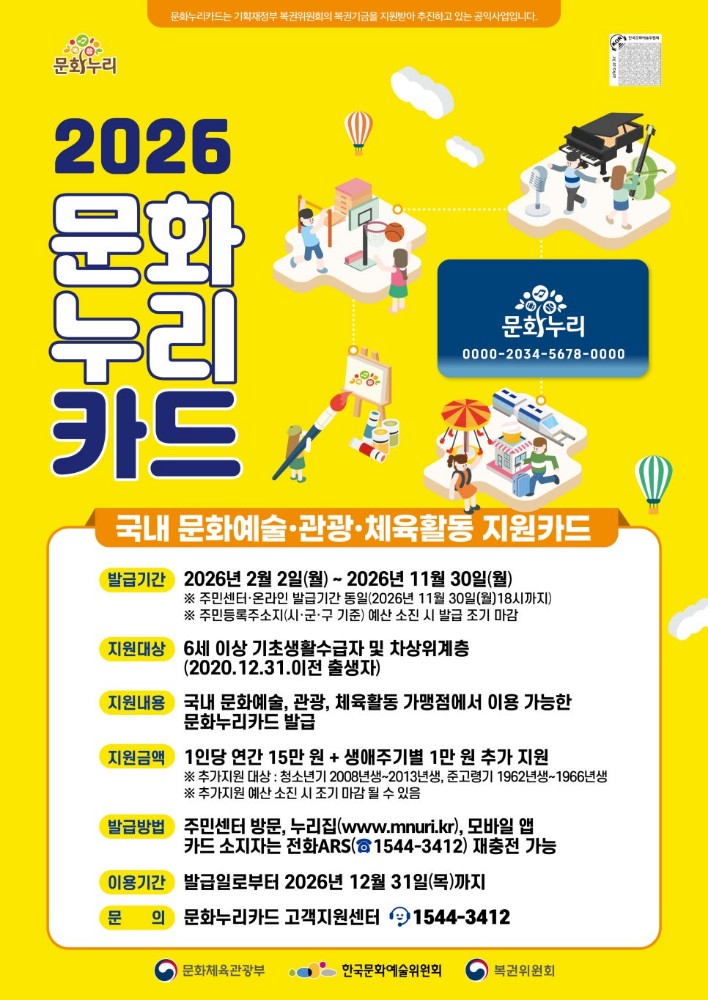 문화누리카드는 기획재정부 복권위원회의 복권기금을 지원받아 추진하고 있는 공익사업입니다.
문화누리
한국문화예술위원회
2026
문화
누리
카드
문화누리
0000-2034-5678-0000
국내 문화예술·관광·체육활동 지원카드
발급기간 2026년 2월 2일(월) ~ 2026년 11월 30일(월)
※ 주민센터·온라인 발급기간 동일(2026년 11월 30일(월)18시까지)
※ 주민등록주소지(시·군·구 기준) 예산 소진 시 발급 조기 마감
지원대상 6세 이상 기초생활수급자 및 차상위계층
(2020.12.31.이전 출생자)
지원내용 국내 문화예술, 관광, 체육활동 가맹점에서 이용 가능한
문화누리카드 발급
지원금액 1인당 연간 15만 원 + 생애주기별 1만 원 추가 지원
※ 추가지원 대상 : 청소년기 2008년생~2013년생, 준고령기 1962년생~1966년생
※ 추가지원 예산 소진 시 조기 마감 될 수 있음
발급방법 주민센터 방문, 누리집(www.mnuri.kr), 모바일 앱
카드 소지자는 전화ARS(☎1544-3412) 재충전 가능
이용기간 발급일로부터 2026년 12월 31일(목)까지
문 의 문화누리카드 고객지원센터 1544-3412
문화체육관광부 한국문화예술위원회 복권위원회